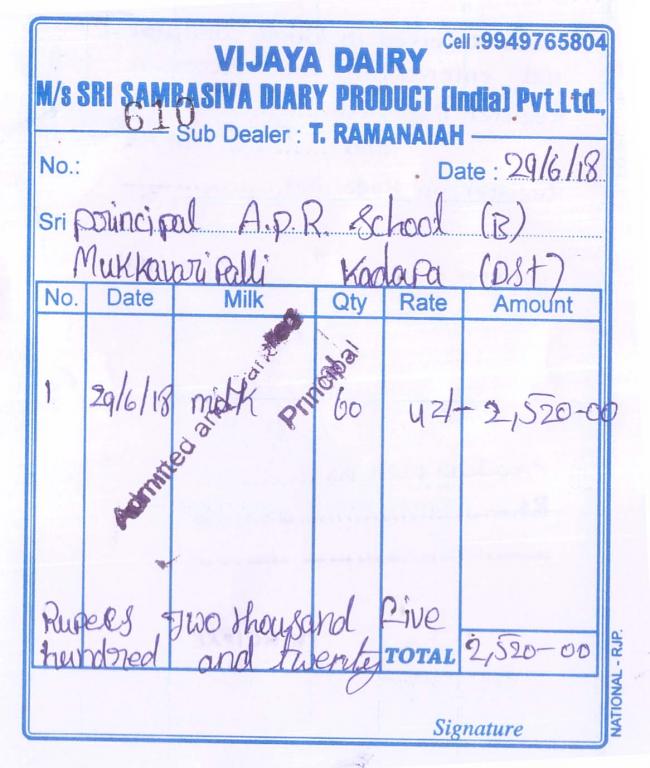 Cell :9949765804
VIJAYA DAIRY
M/s SRI SAMBASIVA DIARY PRODUCT (India) Pvt.Ltd.,
610
Sub Dealer : T. RAMANAIAH
No.: Date : 29/6/18
Sri principal A.P.R. School (B)
Mukkavaripalli Kadapa (DST)
No. Date Milk Qty Rate Amount
1 29/6/18 milk 60 42/- 2,520-00
Admitted and
Principal
Rupees Two thousand Five
hundred and twenty TOTAL 2,520-00
Signature
NATIONAL - RJP.